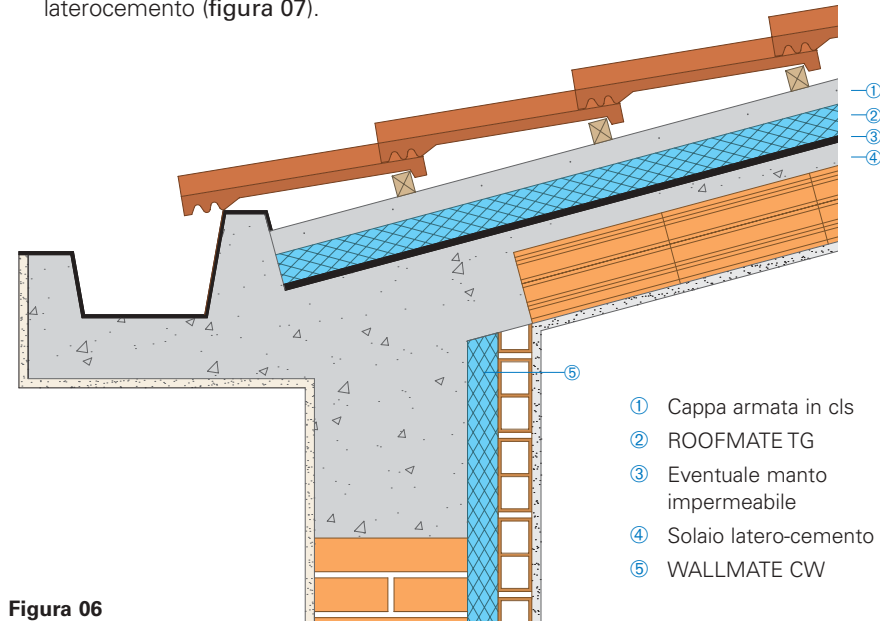 laterocemento (figura 07).
①
②
③
④
⑤
① Cappa armata in cls
② ROOFMATE TG
③ Eventuale manto
impermeabile
④ Solaio latero-cemento
⑤ WALLMATE CW
Figura 06